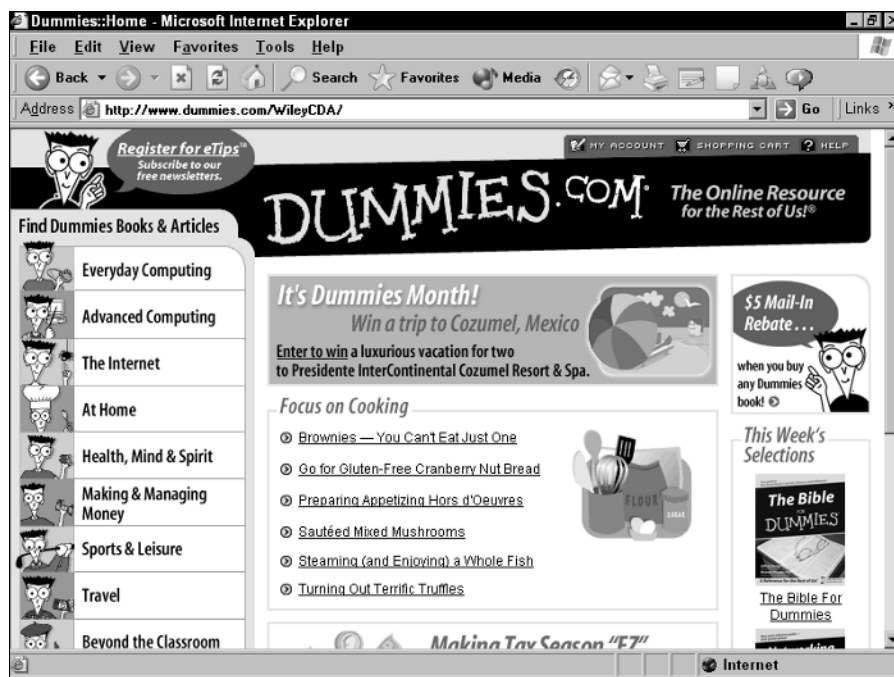 Dummies::Home - Microsoft Internet Explorer
File Edit View Favorites Tools Help
Back Search Favorites Media
Address http://www.dummies.com/WileyCDA/ Go Links »
Register for eTips™
Subscribe to our
free newsletters.
MY ACCOUNT SHOPPING CART ? HELP
DUMMIES.COM®
The Online Resource
for the Rest of Us!®
Find Dummies Books & Articles
Everyday Computing
Advanced Computing
The Internet
At Home
Health, Mind & Spirit
Making & Managing
Money
Sports & Leisure
Travel
Beyond the Classroom
It's Dummies Month!
Win a trip to Cozumel, Mexico
Enter to win a luxurious vacation for two
to Presidente InterContinental Cozumel Resort & Spa.
Focus on Cooking
Brownies — You Can't Eat Just One
Go for Gluten-Free Cranberry Nut Bread
Preparing Appetizing Hors d'Oeuvres
Sautéed Mixed Mushrooms
Steaming (and Enjoying) a Whole Fish
Turning Out Terrific Truffles
FLOUR
SUGAR
Making Tax Season "EZ"
$5 Mail-In
Rebate...
when you buy
any Dummies
book!
This Week's
Selections
The Bible
FOR
DUMMIES
The Bible For
Dummies
Internet